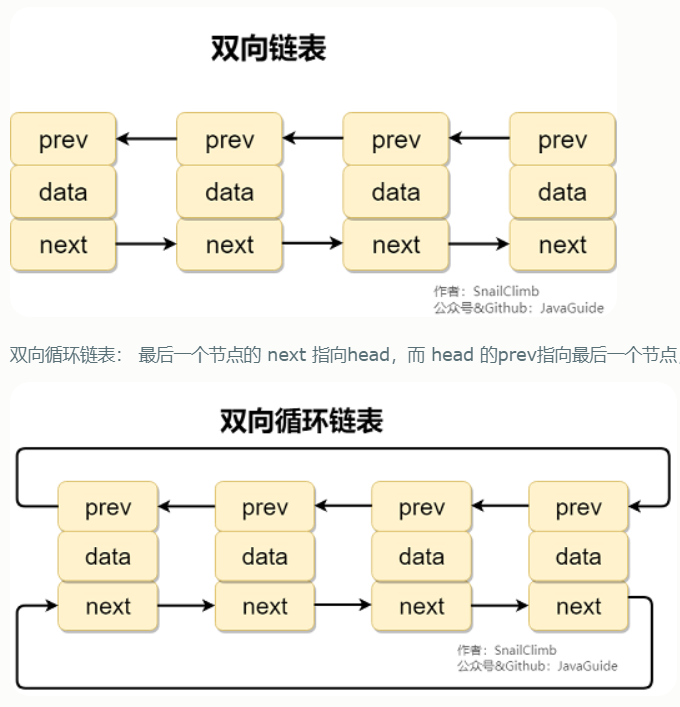 双向链表
prev prev prev prev
data data data data
next next next next
作者：SnailClimb
公众号&Github：JavaGuide
双向循环链表： 最后一个节点的 next 指向head，而 head 的prev指向最后一个节点，
双向循环链表
prev prev prev prev
data data data data
next next next next
作者：SnailClimb
公众号&Github：JavaGuide